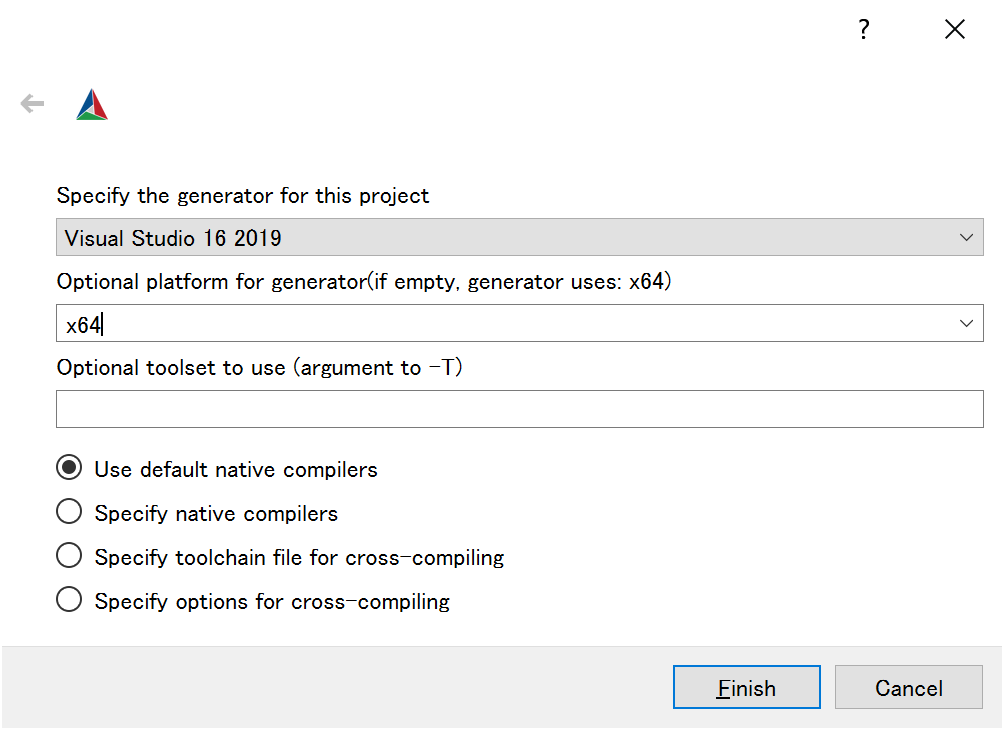 ?
Specify the generator for this project
Visual Studio 16 2019
Optional platform for generator(if empty, generator uses: x64)
x64
Optional toolset to use (argument to -T)
Use default native compilers
Specify native compilers
Specify toolchain file for cross-compiling
Specify options for cross-compiling
Finish
Cancel